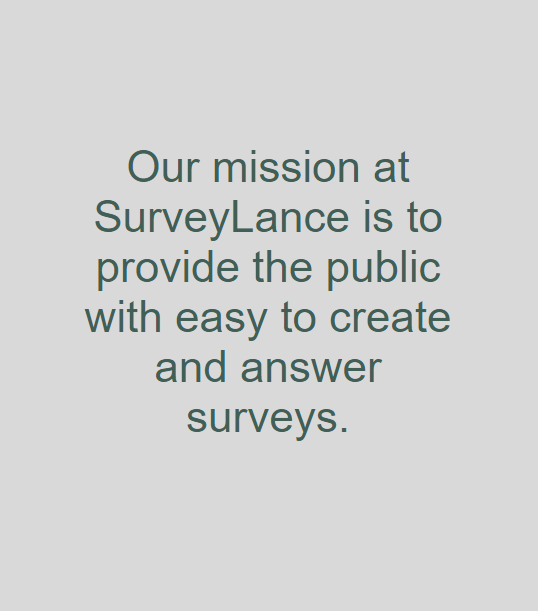 Our mission at
SurveyLance is to
provide the public
with easy to create
and answer
surveys.